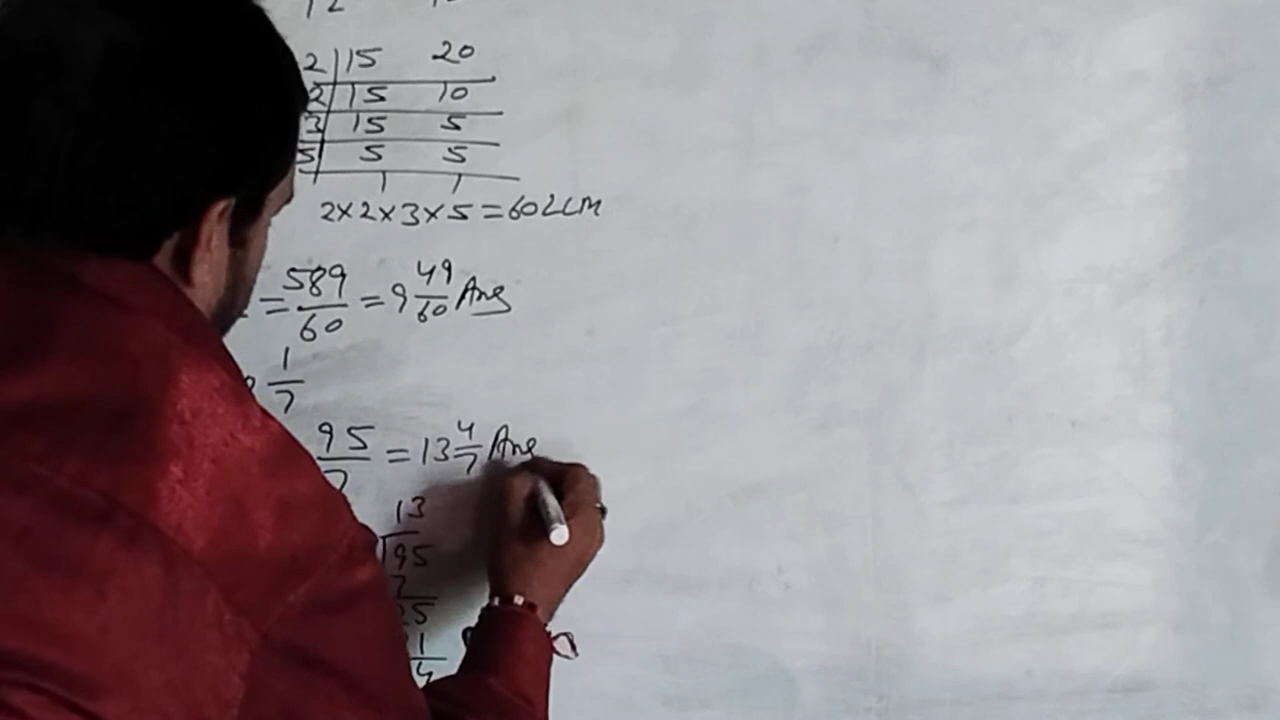 2 | 15 20
2 | 15 10
3 | 15 5
5 | 5 5
1 1
2×2×3×5=60 LCM
= 589/60 = 9 49/60 Ans
1/7
95/7 = 13 4/7 Ans
13
95
7
25
1
4